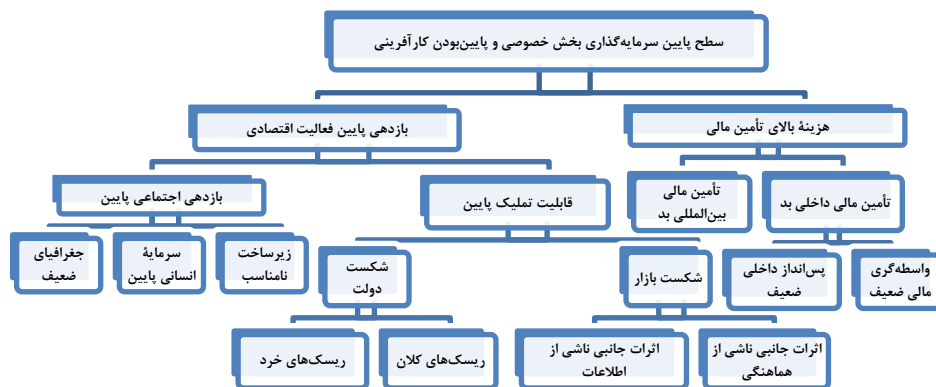 سطح پایین سرمایه‌گذاری بخش خصوصی و پایین‌بودن کارآفرینی
هزینۀ بالای تأمین مالی
بازدهی پایین فعالیت اقتصادی
تأمین مالی داخلی بد
تأمین مالی
بین‌المللی بد
قابلیت تملیک پایین
بازدهی اجتماعی پایین
واسطه‌گری
مالی ضعیف
پس‌انداز داخلی
ضعیف
شکست بازار
شکست
دولت
زیرساخت
نامناسب
سرمایۀ
انسانی پایین
جغرافیای
ضعیف
اثرات جانبی ناشی از
هماهنگی
اثرات جانبی ناشی از
اطلاعات
ریسک‌های کلان
ریسک‌های خرد